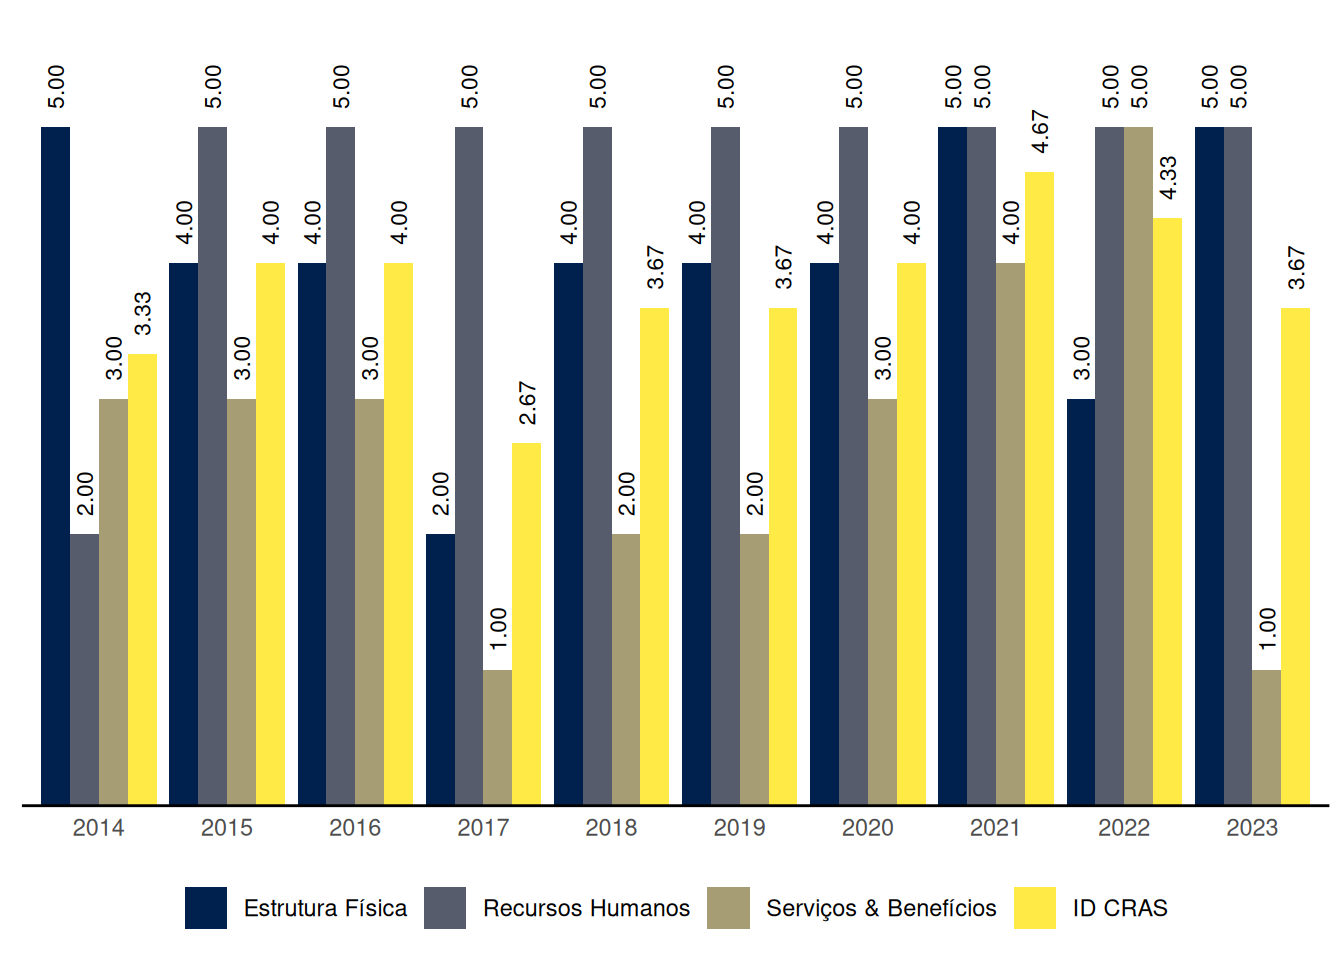 5.00 2.00 3.00 3.33
4.00 5.00 3.00 4.00
4.00 5.00 3.00 4.00
2.00 5.00 1.00 2.67
4.00 5.00 2.00 3.67
4.00 5.00 2.00 3.67
4.00 5.00 3.00 4.00
5.00 5.00 4.00 4.67
3.00 5.00 5.00 4.33
5.00 5.00 1.00 3.67
2014 2015 2016 2017 2018 2019 2020 2021 2022 2023
Estrutura Física Recursos Humanos Serviços & Benefícios ID CRAS